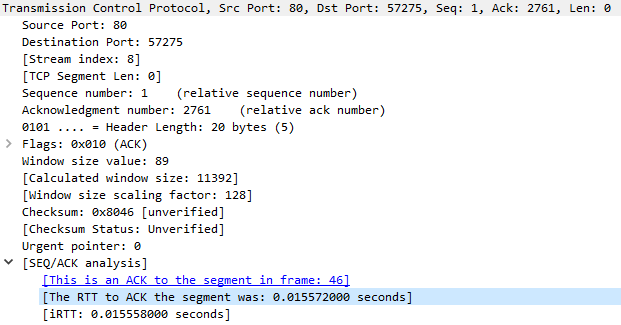 Transmission Control Protocol, Src Port: 80, Dst Port: 57275, Seq: 1, Ack: 2761, Len: 0
Source Port: 80
Destination Port: 57275
[Stream index: 8]
[TCP Segment Len: 0]
Sequence number: 1    (relative sequence number)
Acknowledgment number: 2761    (relative ack number)
0101 .... = Header Length: 20 bytes (5)
Flags: 0x010 (ACK)
Window size value: 89
[Calculated window size: 11392]
[Window size scaling factor: 128]
Checksum: 0x8046 [unverified]
[Checksum Status: Unverified]
Urgent pointer: 0
[SEQ/ACK analysis]
[This is an ACK to the segment in frame: 46]
[The RTT to ACK the segment was: 0.015572000 seconds]
[iRTT: 0.015558000 seconds]